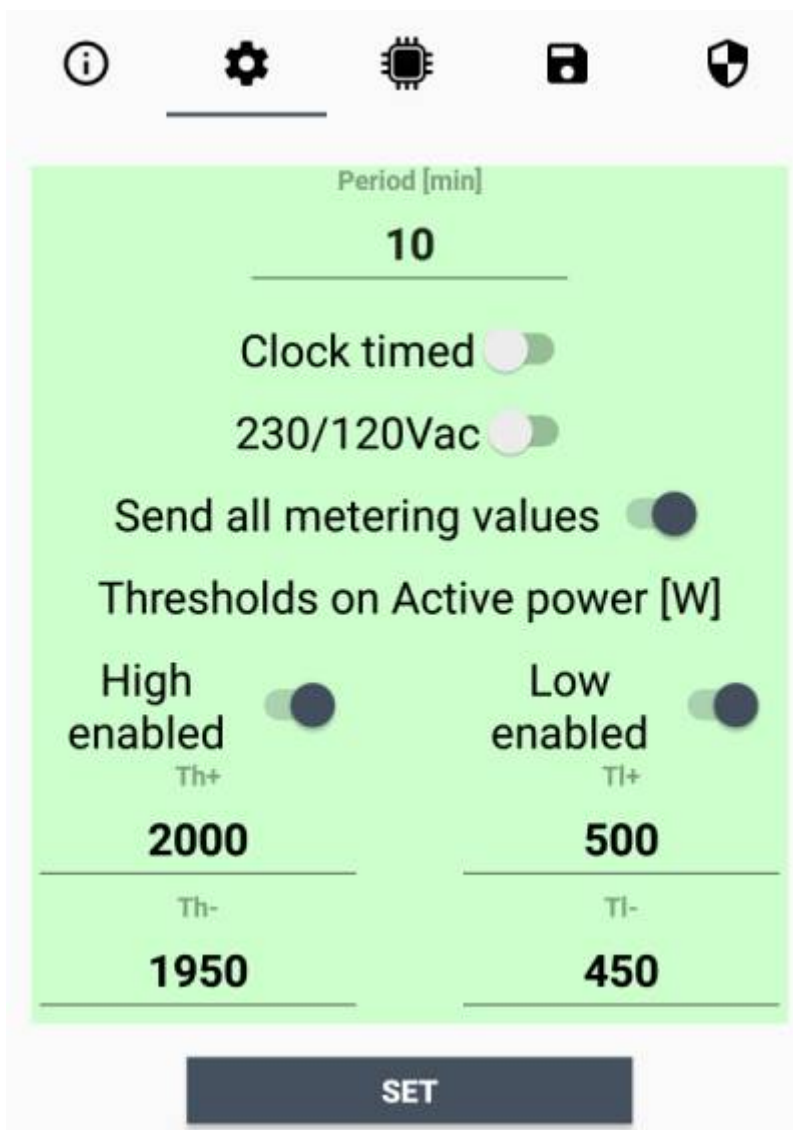 Period [min]
10
Clock timed
230/120Vac
Send all metering values
Thresholds on Active power [W]
High enabled
Low enabled
Th+
Tl+
2000
500
Th-
Tl-
1950
450
SET